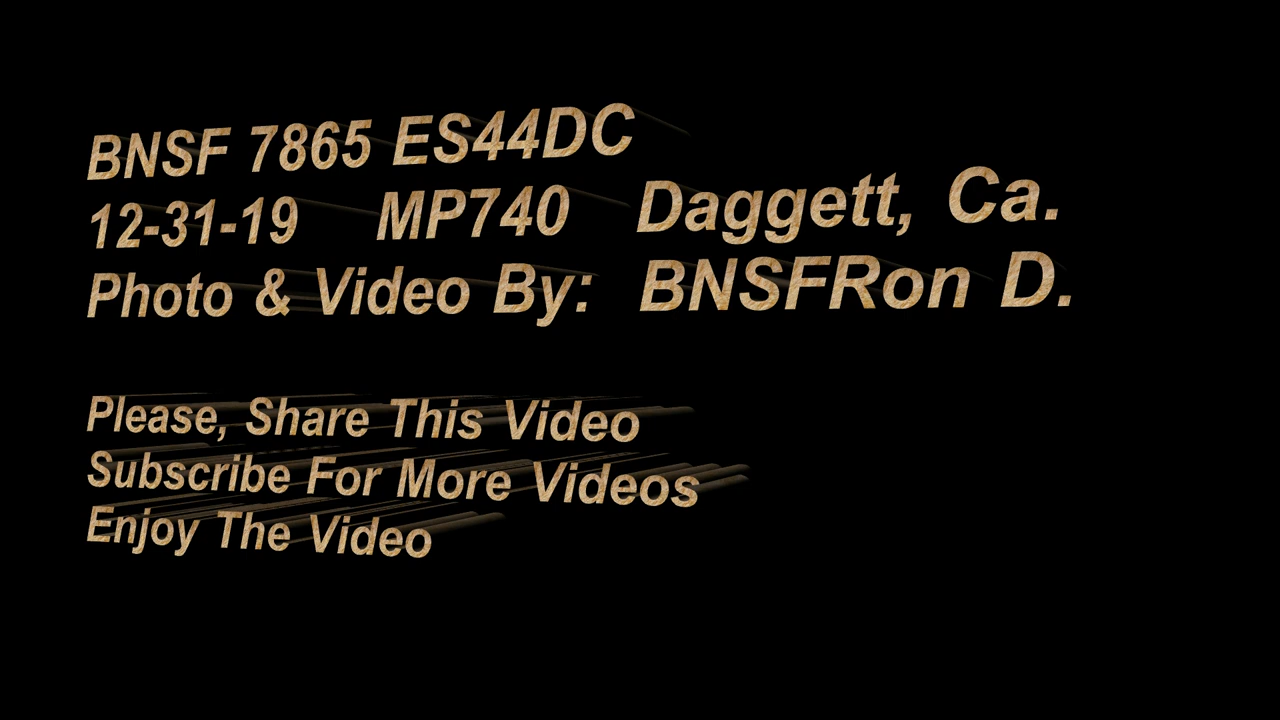 BNSF 7865 ES44DC
12-31-19 MP740 Daggett, Ca.
Photo & Video By: BNSFRon D.
Please, Share This Video
Subscribe For More Videos
Enjoy The Video